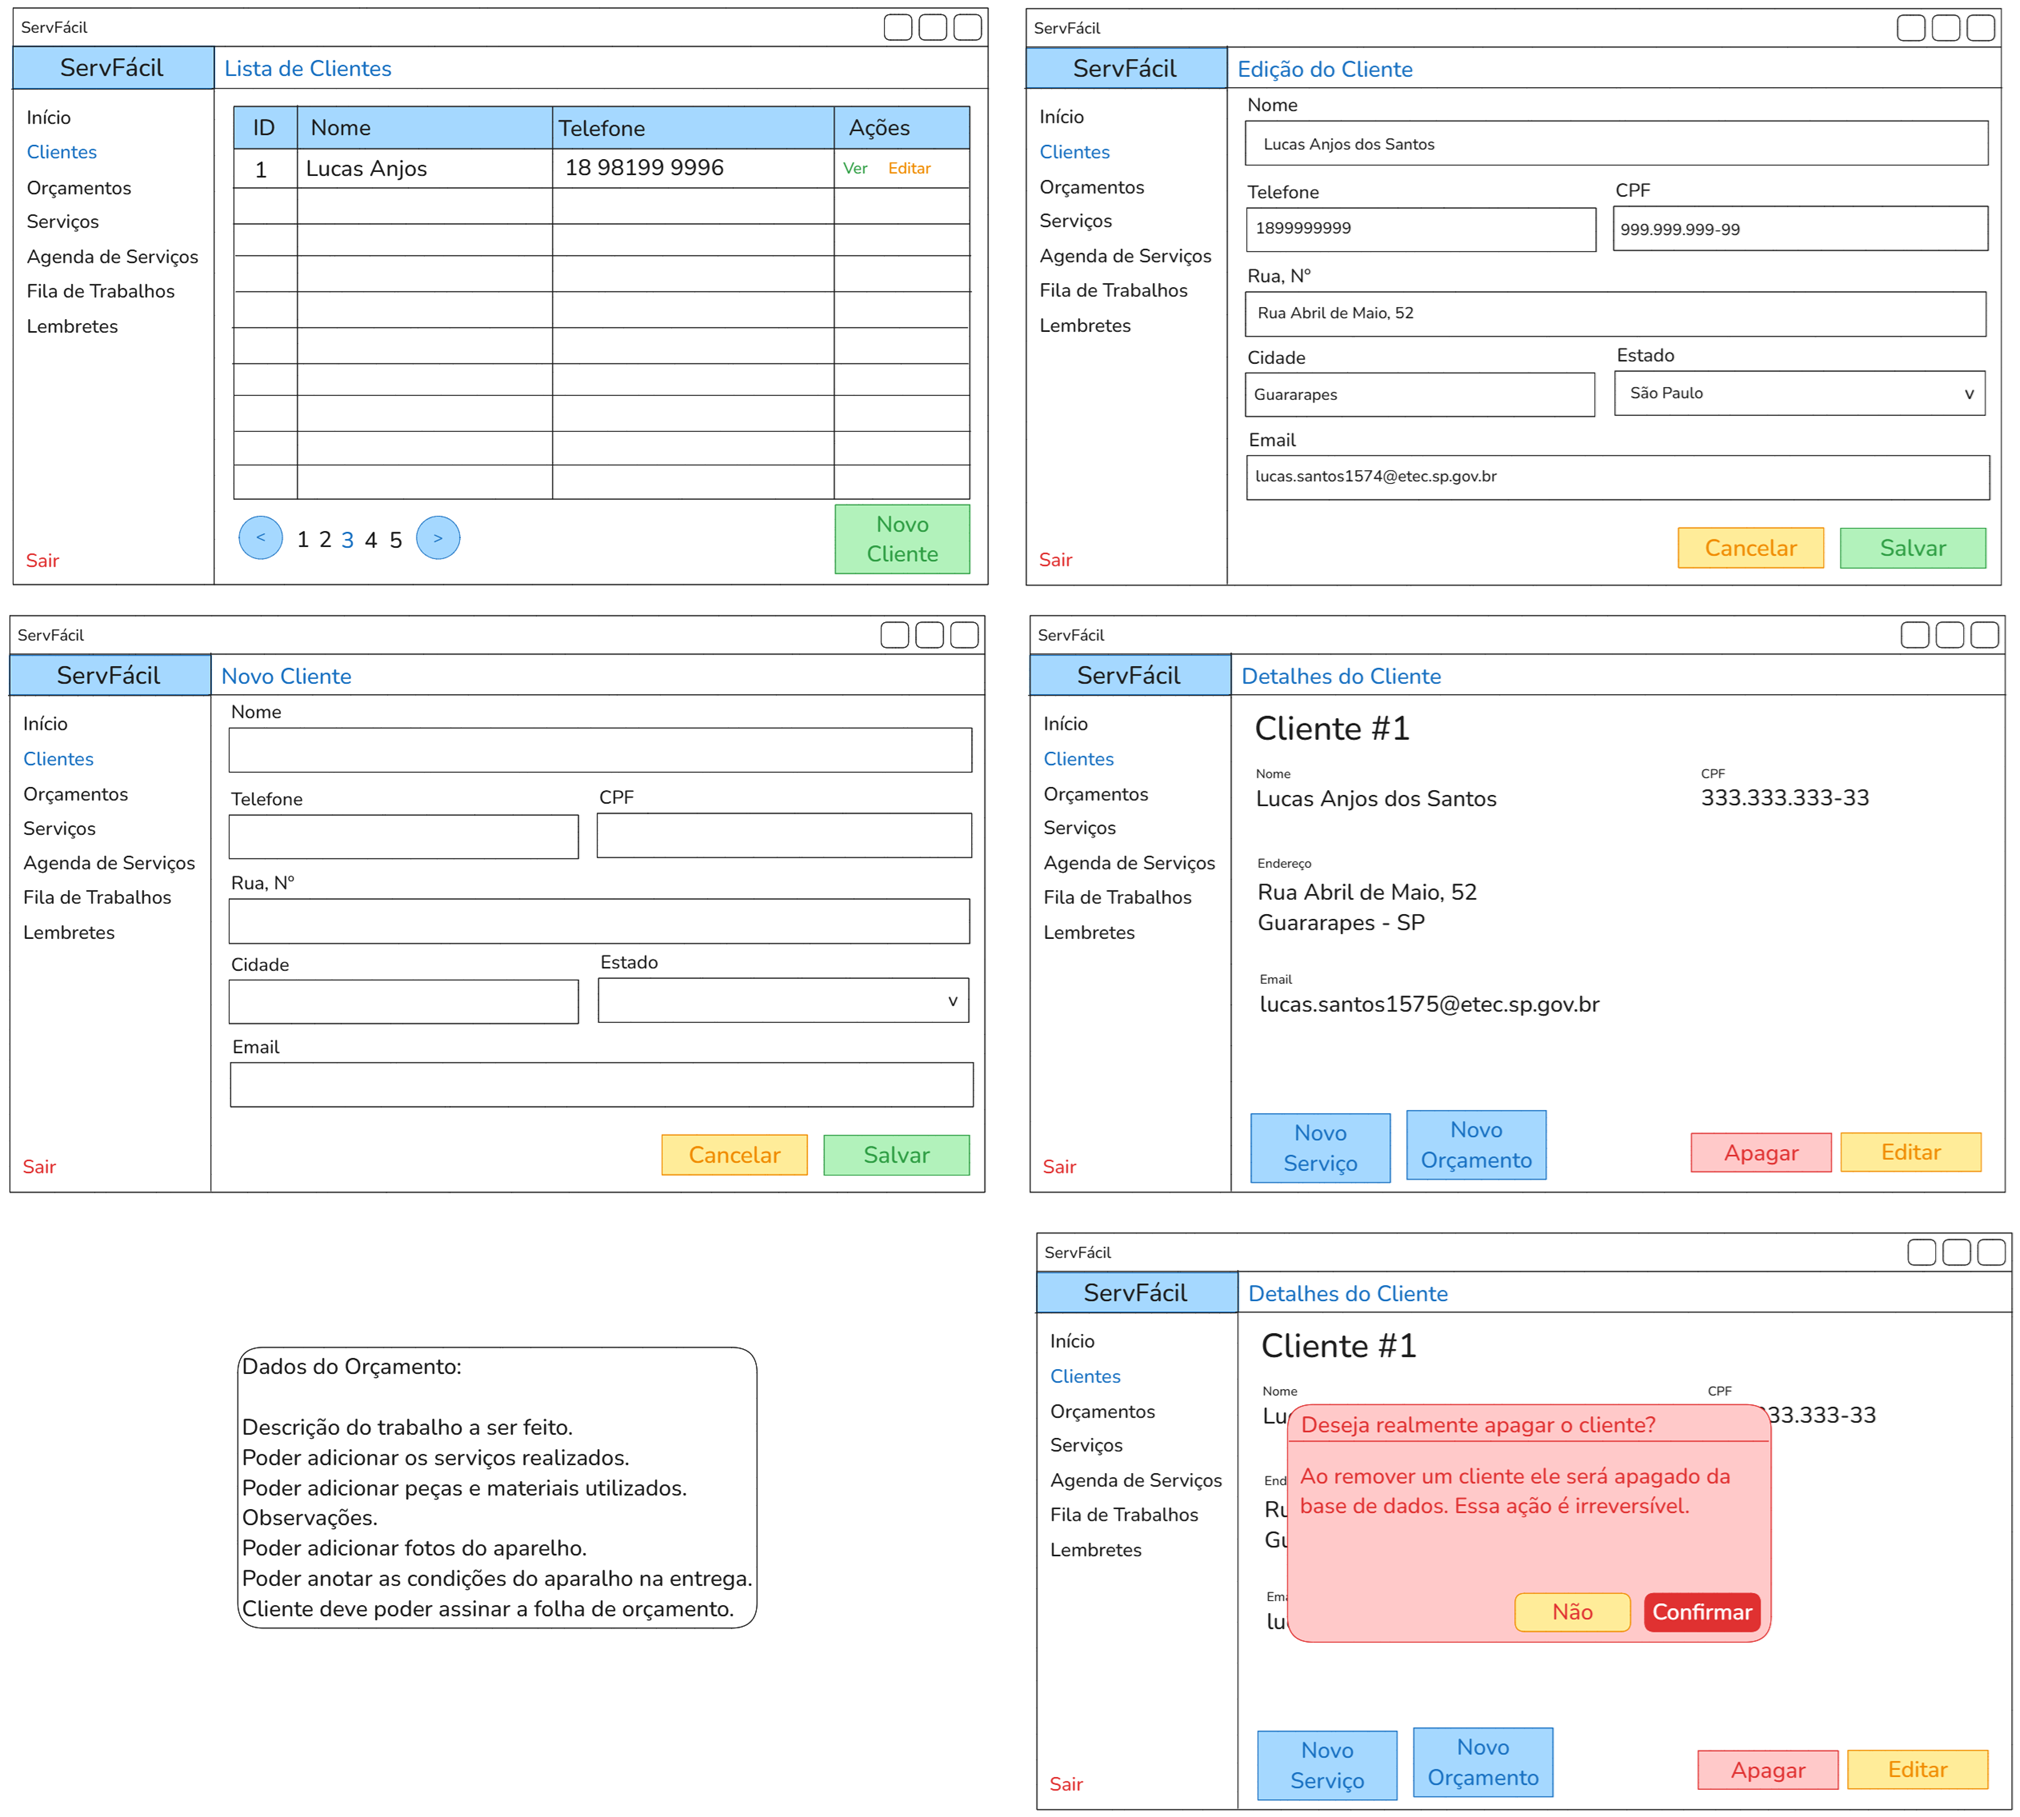 ServFácil
ServFácil
Lista de Clientes
Início
Clientes
Orçamentos
Serviços
Agenda de Serviços
Fila de Trabalhos
Lembretes
Sair
ID Nome Telefone Ações
1 Lucas Anjos 18 98199 9996 Ver Editar
< 1 2 3 4 5 >
Novo
Cliente
ServFácil
ServFácil
Edição do Cliente
Início
Clientes
Orçamentos
Serviços
Agenda de Serviços
Fila de Trabalhos
Lembretes
Sair
Nome
Lucas Anjos dos Santos
Telefone CPF
1899999999 999.999.999-99
Rua, Nº
Rua Abril de Maio, 52
Cidade Estado
Guararapes São Paulo v
Email
lucas.santos1574@etec.sp.gov.br
Cancelar Salvar
ServFácil
ServFácil
Novo Cliente
Início
Clientes
Orçamentos
Serviços
Agenda de Serviços
Fila de Trabalhos
Lembretes
Sair
Nome
Telefone CPF
Rua, Nº
Cidade Estado
v
Email
Cancelar Salvar
ServFácil
ServFácil
Detalhes do Cliente
Início
Clientes
Orçamentos
Serviços
Agenda de Serviços
Fila de Trabalhos
Lembretes
Sair
Cliente #1
Nome CPF
Lucas Anjos dos Santos 333.333.333-33
Endereço
Rua Abril de Maio, 52
Guararapes - SP
Email
lucas.santos1575@etec.sp.gov.br
Novo
Serviço
Novo
Orçamento
Apagar Editar
Dados do Orçamento:
Descrição do trabalho a ser feito.
Poder adicionar os serviços realizados.
Poder adicionar peças e materiais utilizados.
Observações.
Poder adicionar fotos do aparelho.
Poder anotar as condições do aparalho na entrega.
Cliente deve poder assinar a folha de orçamento.
ServFácil
ServFácil
Detalhes do Cliente
Início
Clientes
Orçamentos
Serviços
Agenda de Serviços
Fila de Trabalhos
Lembretes
Sair
Cliente #1
Nome CPF
33.333-33
Deseja realmente apagar o cliente?
Ao remover um cliente ele será apagado da
base de dados. Essa ação é irreversível.
Não Confirmar
Novo
Serviço
Novo
Orçamento
Apagar Editar